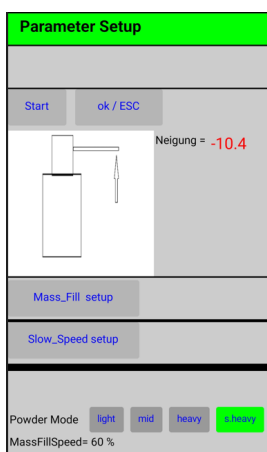 Parameter Setup
Start ok / ESC
Neigung = -10.4
Mass_Fill setup
Slow_Speed setup
Powder Mode light mid heavy s.heavy
MassFillSpeed= 60 %